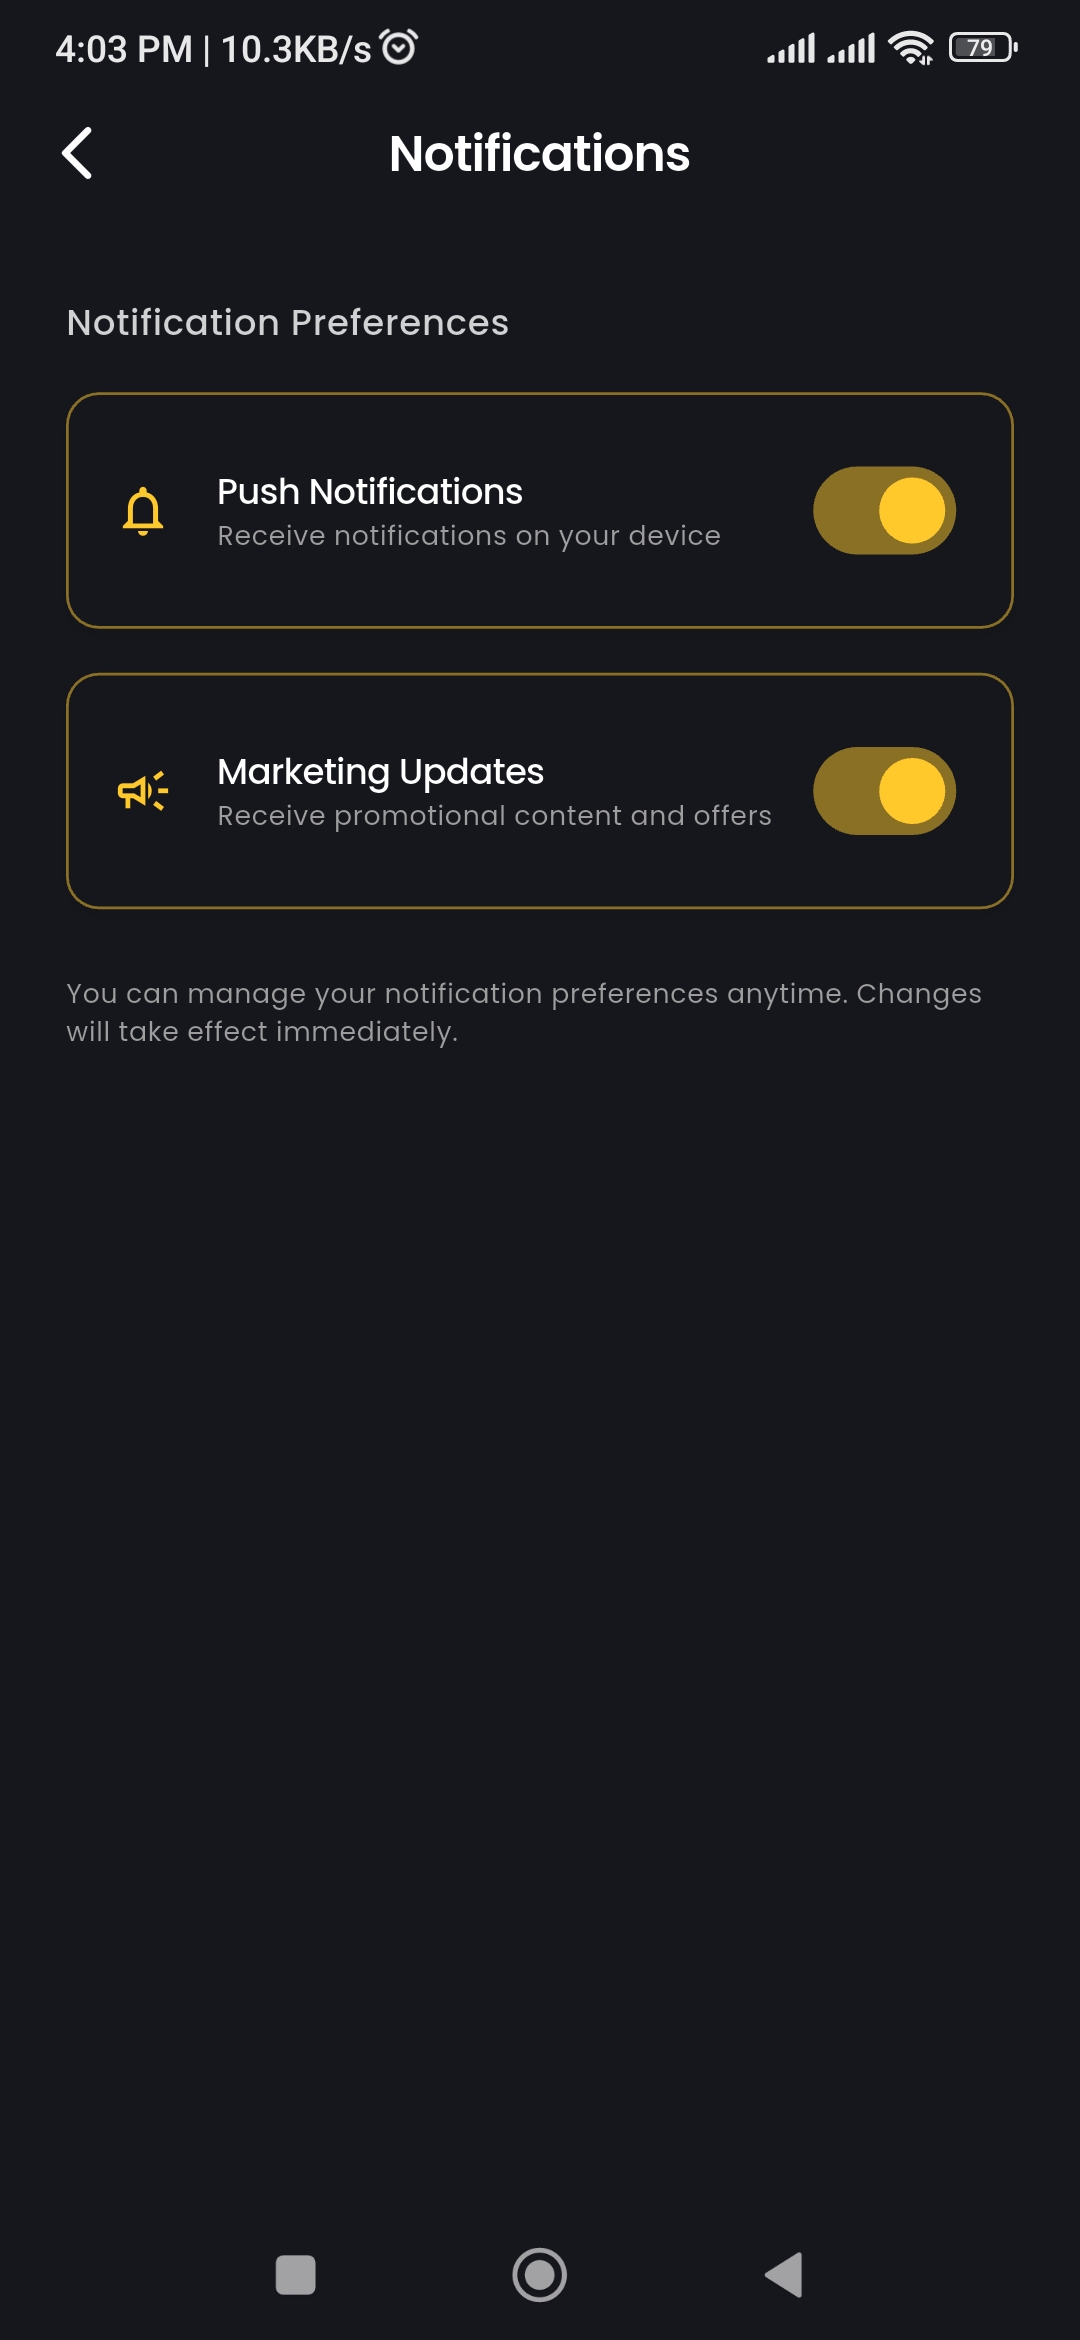 4:03 PM | 10.3KB/s
79
Notifications
Notification Preferences
Push Notifications
Receive notifications on your device
Marketing Updates
Receive promotional content and offers
You can manage your notification preferences anytime. Changes
will take effect immediately.